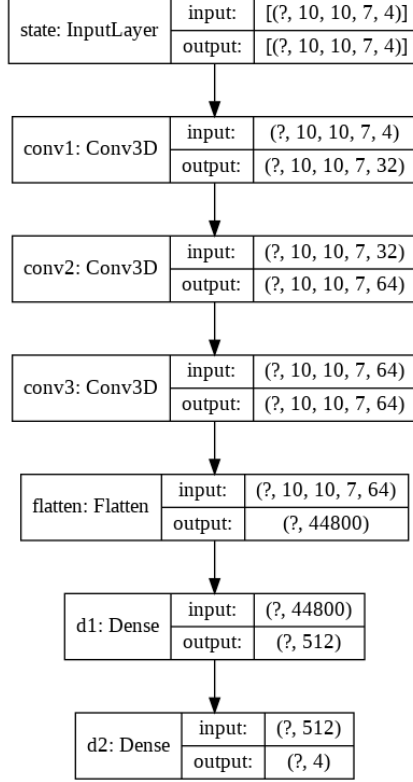 state: InputLayer
input: [(?, 10, 10, 7, 4)]
output: [(?, 10, 10, 7, 4)]
conv1: Conv3D
input: (?, 10, 10, 7, 4)
output: (?, 10, 10, 7, 32)
conv2: Conv3D
input: (?, 10, 10, 7, 32)
output: (?, 10, 10, 7, 64)
conv3: Conv3D
input: (?, 10, 10, 7, 64)
output: (?, 10, 10, 7, 64)
flatten: Flatten
input: (?, 10, 10, 7, 64)
output: (?, 44800)
d1: Dense
input: (?, 44800)
output: (?, 512)
d2: Dense
input: (?, 512)
output: (?, 4)